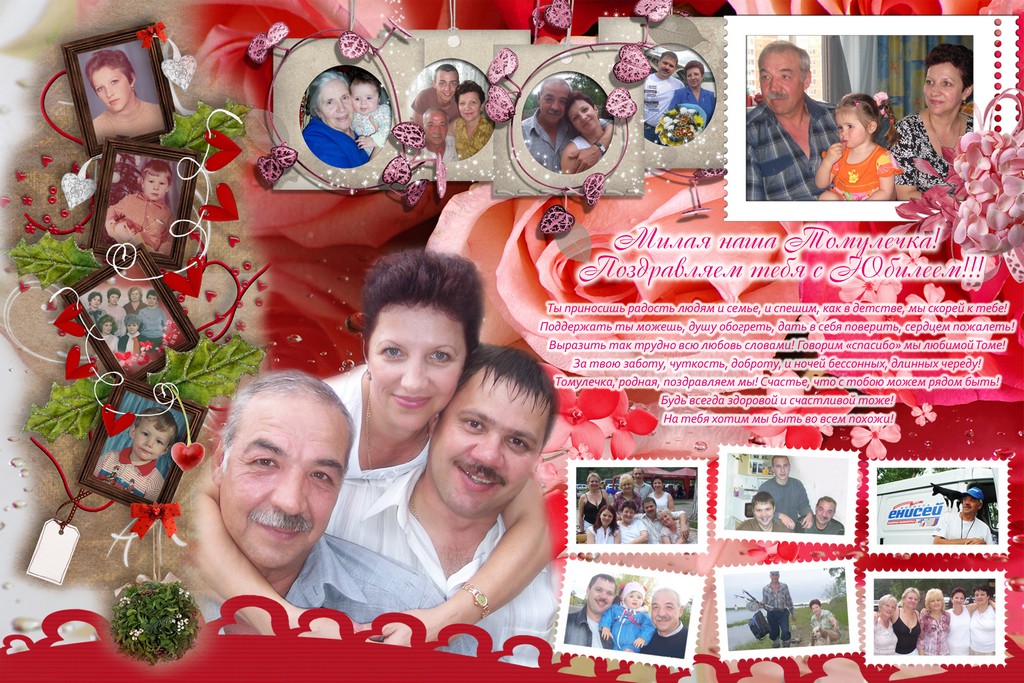 Милая наша Томулечка!
Поздравляем тебя с Юбилеем!!!
Ты приносишь радость людям и семье, и спешим, как в детстве, мы скорей к тебе!
Поддержать ты можешь, душу обогреть, дать в себя поверить, сердцем пожалеть!
Выразить так трудно всю любовь словами! Говорим «спасибо» мы любимой Томе!
За твою заботу, чуткость, доброту, и ночей бессонных, длинных череду!
Томулечка, родная, поздравляем мы! Счастье, что с тобою можем рядом быть!
Будь всегда здоровой и счастливой тоже!
На тебя хотим мы быть во всем похожи!
ЕНИСЕЙ